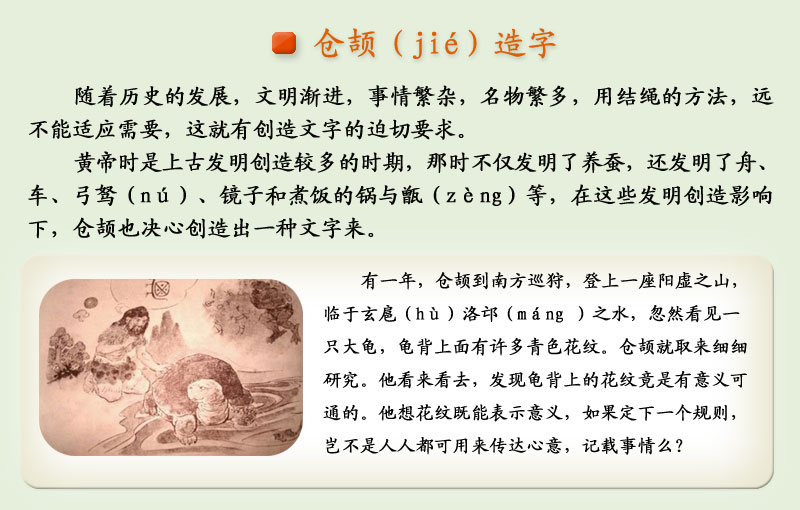 仓颉（jié）造字
随着历史的发展，文明渐进，事情繁杂，名物繁多，用结绳的方法，远
不能适应需要，这就有创造文字的迫切要求。
黄帝时是上古发明创造较多的时期，那时不仅发明了养蚕，还发明了舟、
车、弓驽（nú）、镜子和煮饭的锅与甑（zèng）等，在这些发明创造影响
下，仓颉也决心创造出一种文字来。
有一年，仓颉到南方巡狩，登上一座阳虚之山，
临于玄扈（hù）洛邙（máng ）之水，忽然看见一
只大龟，龟背上面有许多青色花纹。仓颉就取来细细
研究。他看来看去，发现龟背上的花纹竟是有意义可
通的。他想花纹既能表示意义，如果定下一个规则，
岂不是人人都可用来传达心意，记载事情么？